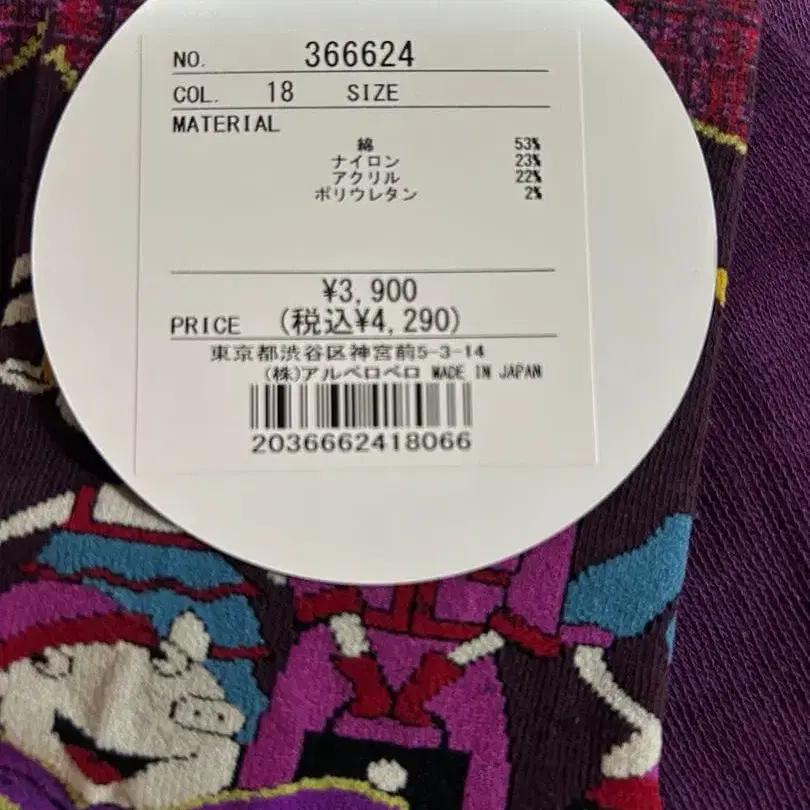 NO. 366624
COL. 18 SIZE
MATERIAL
綿 53%
ナイロン 23%
アクリル 22%
ポリウレタン 2%
¥3,900
PRICE (税込¥4,290)
東京都渋谷区神宮前5-3-14
(株)アルベロベロ MADE IN JAPAN
2036662418066